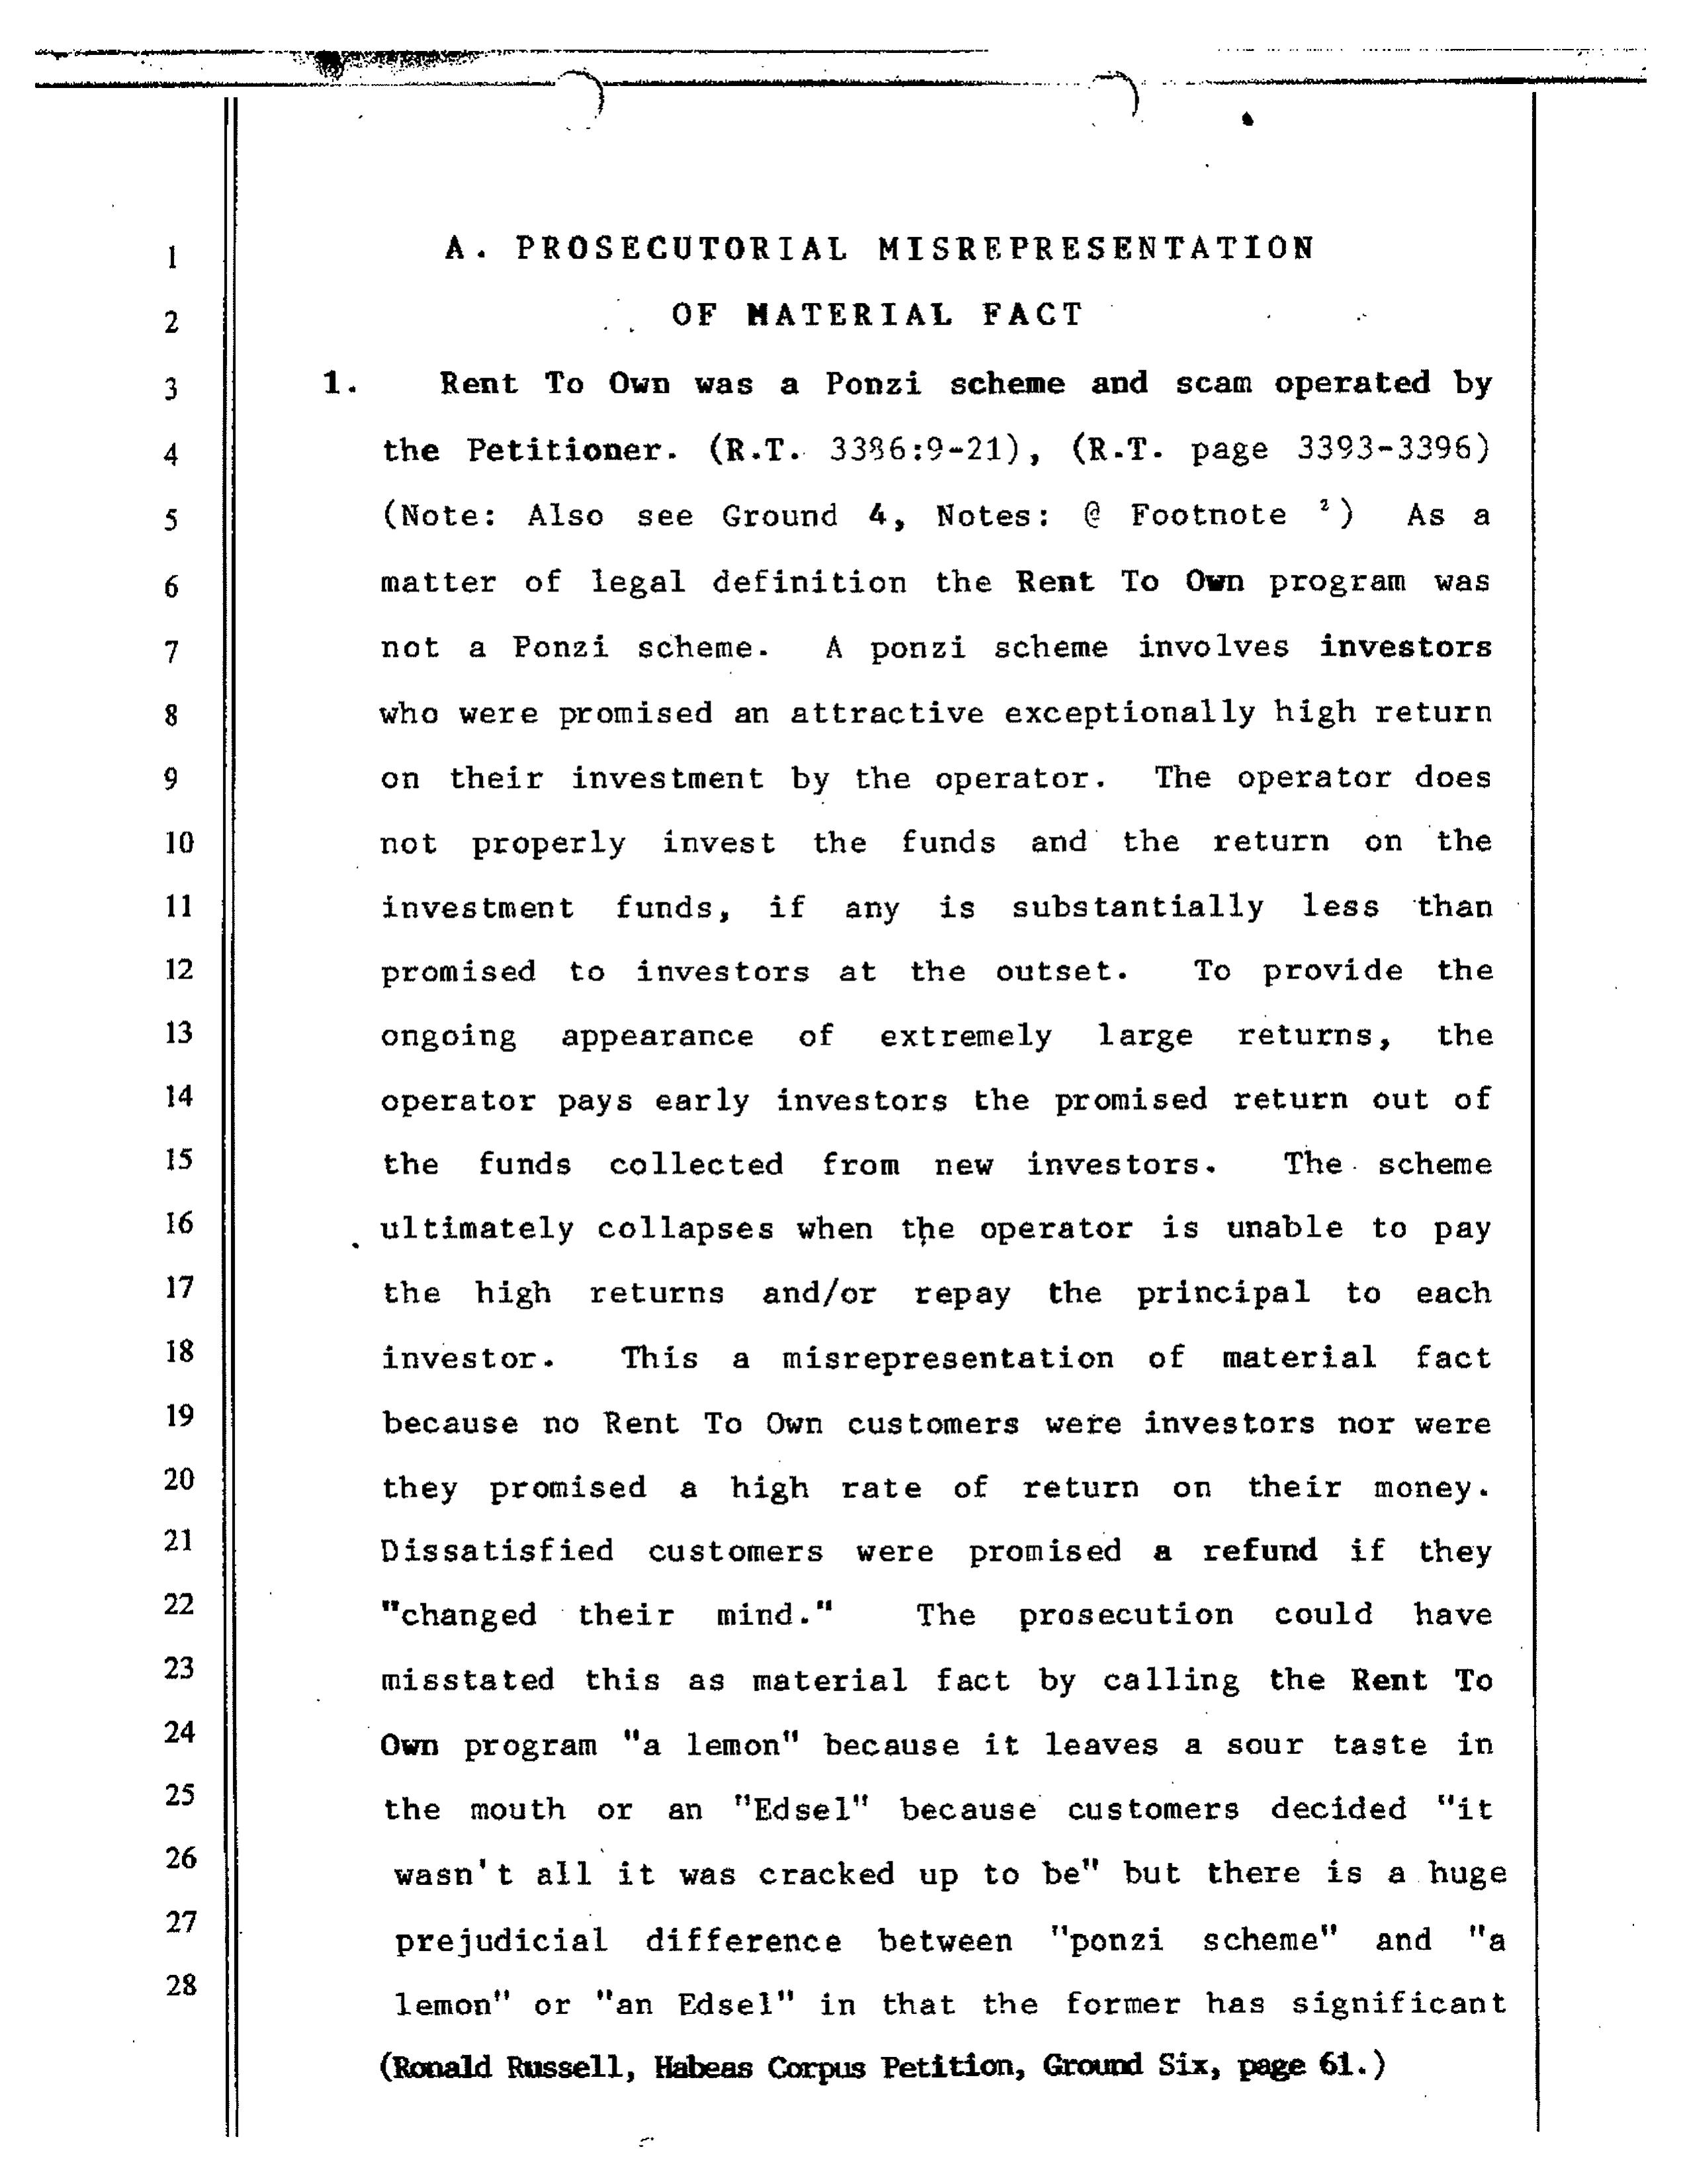 1 A. PROSECUTORIAL MISREPRESENTATION
2 OF MATERIAL FACT
3 1. Rent To Own was a Ponzi scheme and scam operated by
4 the Petitioner. (R.T. 3386:9-21), (R.T. page 3393-3396)
5 (Note: Also see Ground 4, Notes: @ Footnote ²) As a
6 matter of legal definition the Rent To Own program was
7 not a Ponzi scheme. A ponzi scheme involves investors
8 who were promised an attractive exceptionally high return
9 on their investment by the operator. The operator does
10 not properly invest the funds and the return on the
11 investment funds, if any is substantially less than
12 promised to investors at the outset. To provide the
13 ongoing appearance of extremely large returns, the
14 operator pays early investors the promised return out of
15 the funds collected from new investors. The scheme
16 ultimately collapses when the operator is unable to pay
17 the high returns and/or repay the principal to each
18 investor. This a misrepresentation of material fact
19 because no Rent To Own customers were investors nor were
20 they promised a high rate of return on their money.
21 Dissatisfied customers were promised a refund if they
22 "changed their mind." The prosecution could have
23 misstated this as material fact by calling the Rent To
24 Own program "a lemon" because it leaves a sour taste in
25 the mouth or an "Edsel" because customers decided "it
26 wasn't all it was cracked up to be" but there is a huge
27 prejudicial difference between "ponzi scheme" and "a
28 lemon" or "an Edsel" in that the former has significant
(Ronald Russell, Habeas Corpus Petition, Ground Six, page 61.)